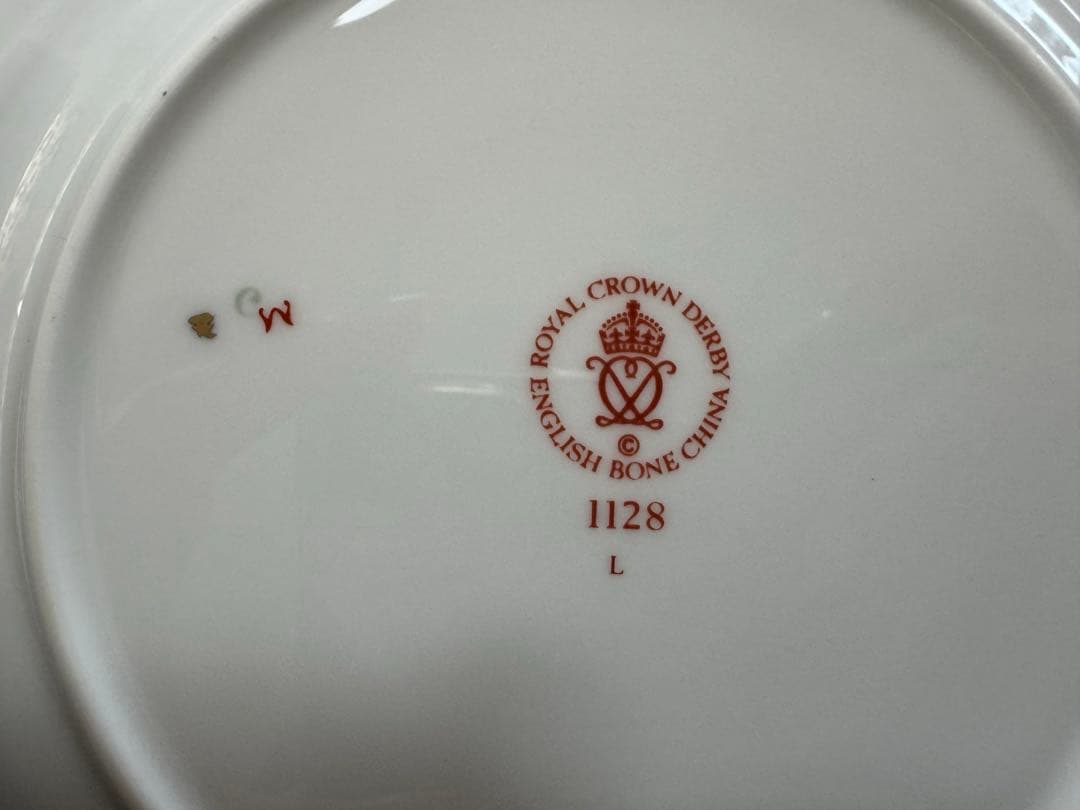 ROYAL CROWN DERBY
ENGLISH BONE CHINA
©
1128
L